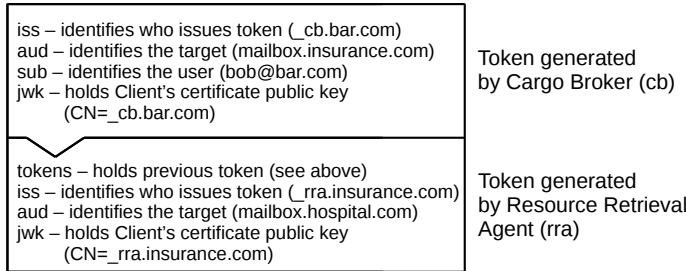 iss – identifies who issues token (_cb.bar.com)
aud – identifies the target (mailbox.insurance.com)
sub – identifies the user (bob@bar.com)
jwk – holds Client's certificate public key
(CN=_cb.bar.com)
Token generated
by Cargo Broker (cb)
tokens – holds previous token (see above)
iss – identifies who issues token (_rra.insurance.com)
aud – identifies the target (mailbox.hospital.com)
jwk – holds Client's certificate public key
(CN=_rra.insurance.com)
Token generated
by Resource Retrieval
Agent (rra)